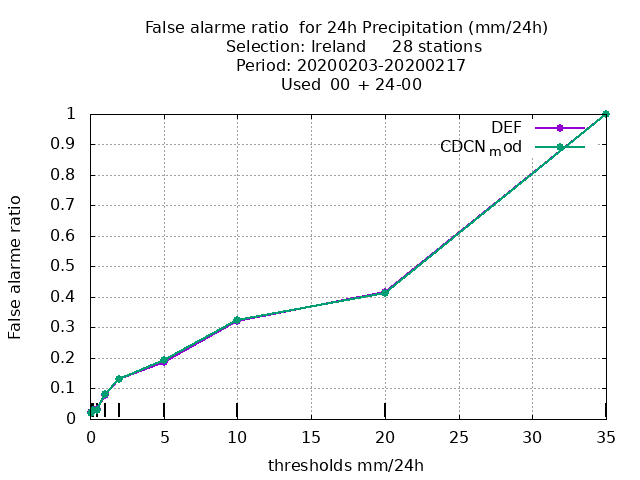 False alarme ratio  for 24h Precipitation (mm/24h)
Selection: Ireland     28 stations
Period: 20200203-20200217
Used  00 + 24-00
DEF
CDCNmod
1
0.9
0.8
0.7
0.6
0.5
0.4
0.3
0.2
0.1
0
False alarme ratio
0 5 10 15 20 25 30 35
thresholds mm/24h